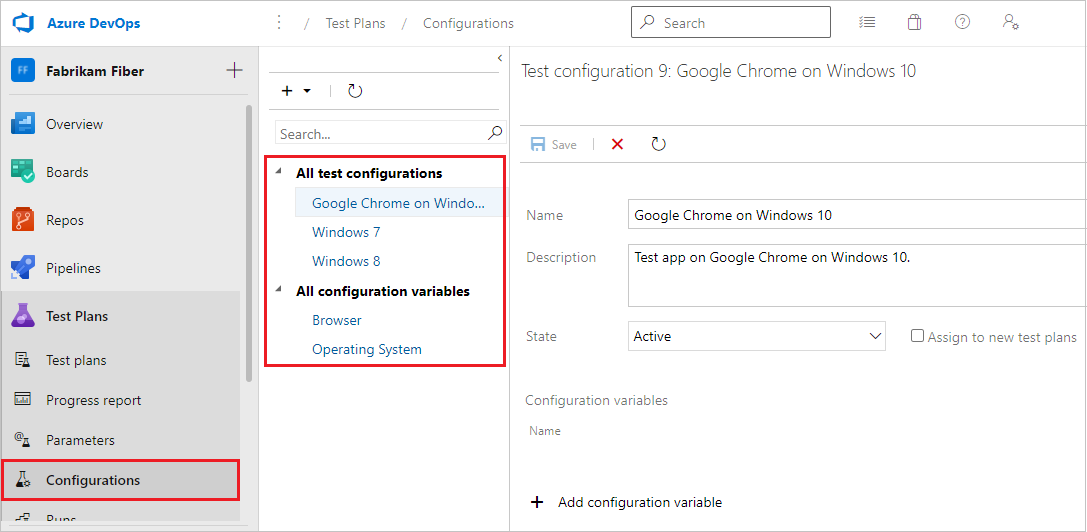 Azure DevOps
/ Test Plans / Configurations
Search
FF Fabrikam Fiber
Overview
Boards
Repos
Pipelines
Test Plans
Test plans
Progress report
Parameters
Configurations
Runs
Search...
All test configurations
Google Chrome on Windo...
Windows 7
Windows 8
All configuration variables
Browser
Operating System
Test configuration 9: Google Chrome on Windows 10
Save
Name Google Chrome on Windows 10
Description Test app on Google Chrome on Windows 10.
State Active Assign to new test plans
Configuration variables
Name
Add configuration variable